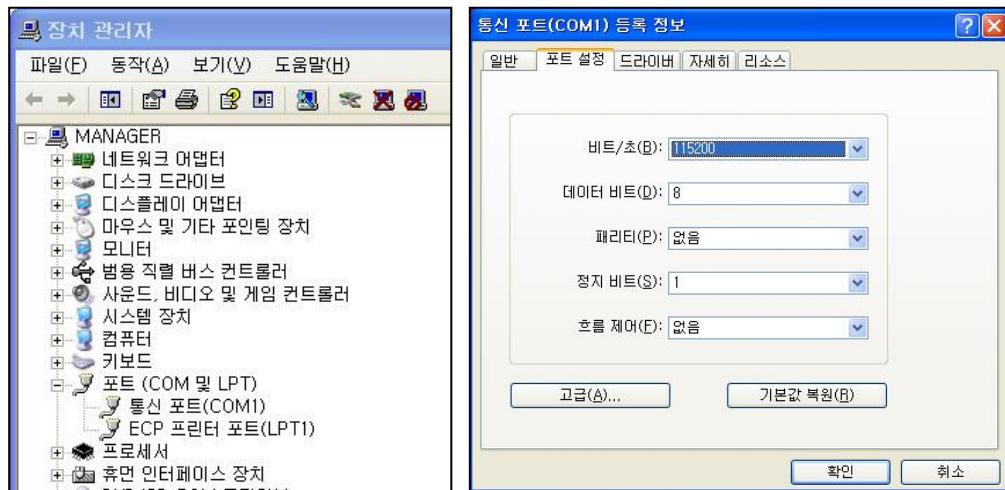 장치 관리자
파일(F) 동작(A) 보기(V) 도움말(H)
MANAGER
네트워크 어댑터
디스크 드라이브
디스플레이 어댑터
마우스 및 기타 포인팅 장치
모니터
범용 직렬 버스 컨트롤러
사운드, 비디오 및 게임 컨트롤러
시스템 장치
컴퓨터
키보드
포트 (COM 및 LPT)
통신 포트(COM1)
ECP 프린터 포트(LPT1)
프로세서
휴먼 인터페이스 장치
통신 포트(COM1) 등록 정보
일반 포트 설정 드라이버 자세히 리소스
비트/초(B): 115200
데이터 비트(D): 8
패리티(P): 없음
정지 비트(S): 1
흐름 제어(F): 없음
고급(A)... 기본값 복원(R)
확인 취소